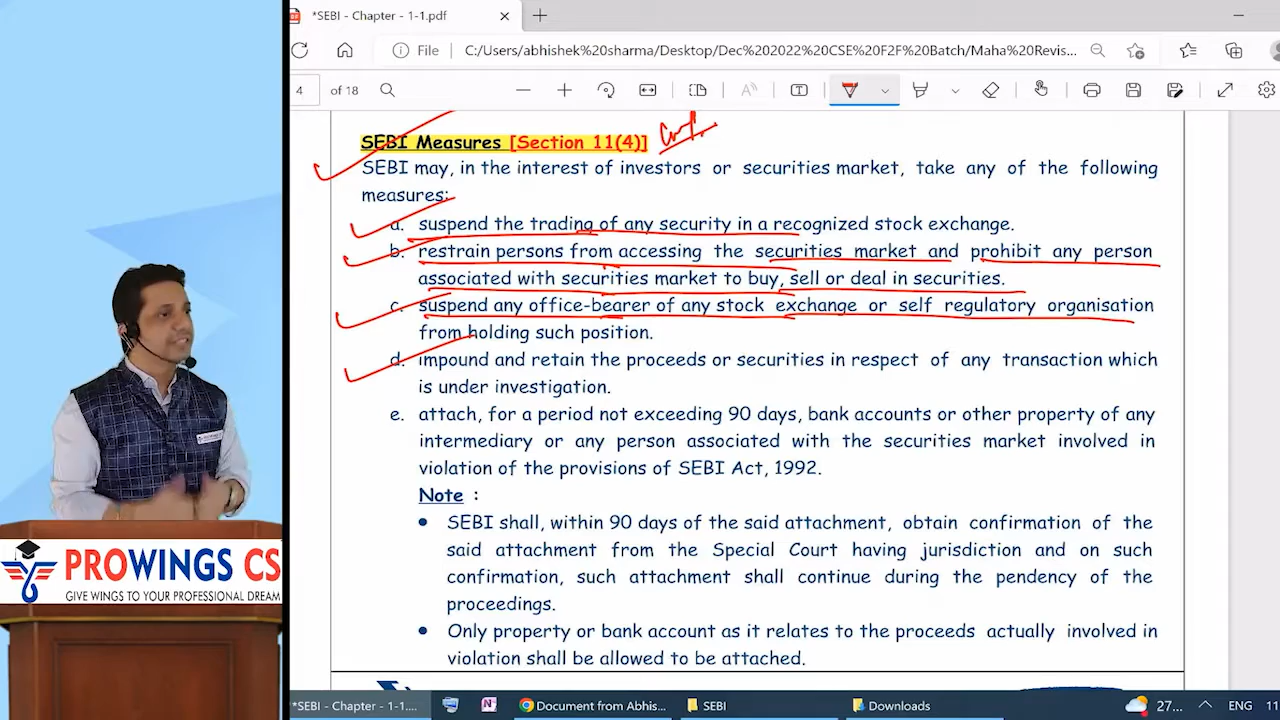 *SEBI - Chapter - 1-1.pdf
File
C:/Users/abhishek%20sharma/Desktop/Dec%202022%20CSE%20F2F%20Batch/Maha%20Revis...
4 of 18
SEBI Measures [Section 11(4)]
SEBI may, in the interest of investors or securities market, take any of the following
measures:
a. suspend the trading of any security in a recognized stock exchange.
b. restrain persons from accessing the securities market and prohibit any person
associated with securities market to buy, sell or deal in securities.
c. suspend any office-bearer of any stock exchange or self regulatory organisation
from holding such position.
d. impound and retain the proceeds or securities in respect of any transaction which
is under investigation.
e. attach, for a period not exceeding 90 days, bank accounts or other property of any
intermediary or any person associated with the securities market involved in
violation of the provisions of SEBI Act, 1992.
Note :
• SEBI shall, within 90 days of the said attachment, obtain confirmation of the
said attachment from the Special Court having jurisdiction and on such
confirmation, such attachment shall continue during the pendency of the
proceedings.
• Only property or bank account as it relates to the proceeds actually involved in
violation shall be allowed to be attached.
PROWINGS CS
GIVE WINGS TO YOUR PROFESSIONAL DREAM
*SEBI - Chapter - 1-1....
Document from Abhis...
SEBI
Downloads
27...
ENG
11